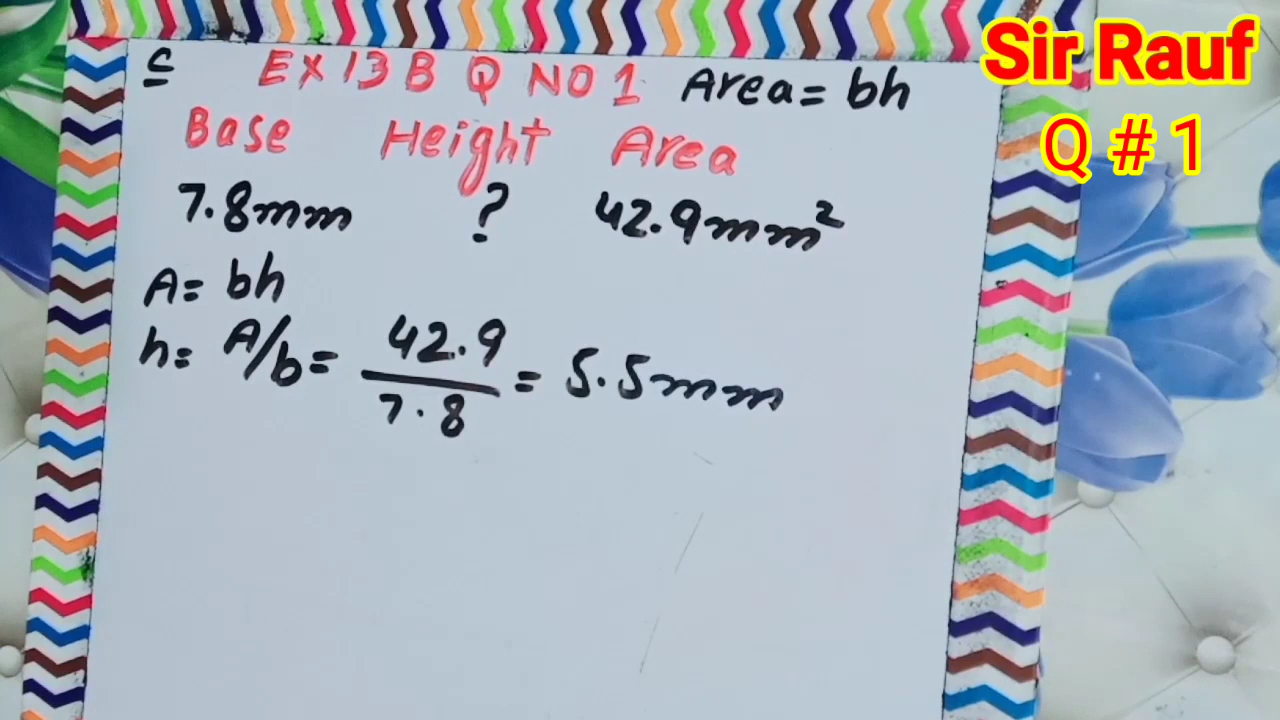 c EX 13 B Q NO 1 Area = bh
Sir Rauf
Q # 1
Base Height Area
7.8mm ? 42.9mm²
A = bh
h = A/b = 42.9/7.8 = 5.5mm